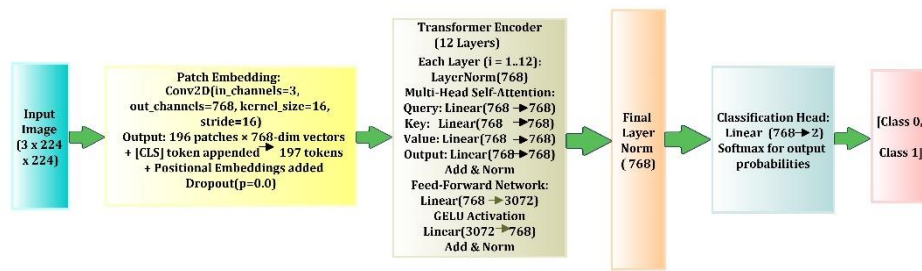 Input
Image
(3 x 224
x 224)
Patch Embedding:
Conv2D(in_channels=3,
out_channels=768, kernel_size=16,
stride=16)
Output: 196 patches × 768-dim vectors
+ [CLS] token appended → 197 tokens
+ Positional Embeddings added
Dropout(p=0.0)
Transformer Encoder
(12 Layers)
Each Layer (i = 1..12):
LayerNorm(768)
Multi-Head Self-Attention:
Query: Linear(768 → 768)
Key: Linear(768 → 768)
Value: Linear(768 → 768)
Output: Linear(768 → 768)
Add & Norm
Feed-Forward Network:
Linear(768 → 3072)
GELU Activation
Linear(3072 → 768)
Add & Norm
Final
Layer
Norm
( 768)
Classification Head:
Linear (768 → 2)
Softmax for output
probabilities
[Class 0,
Class 1]